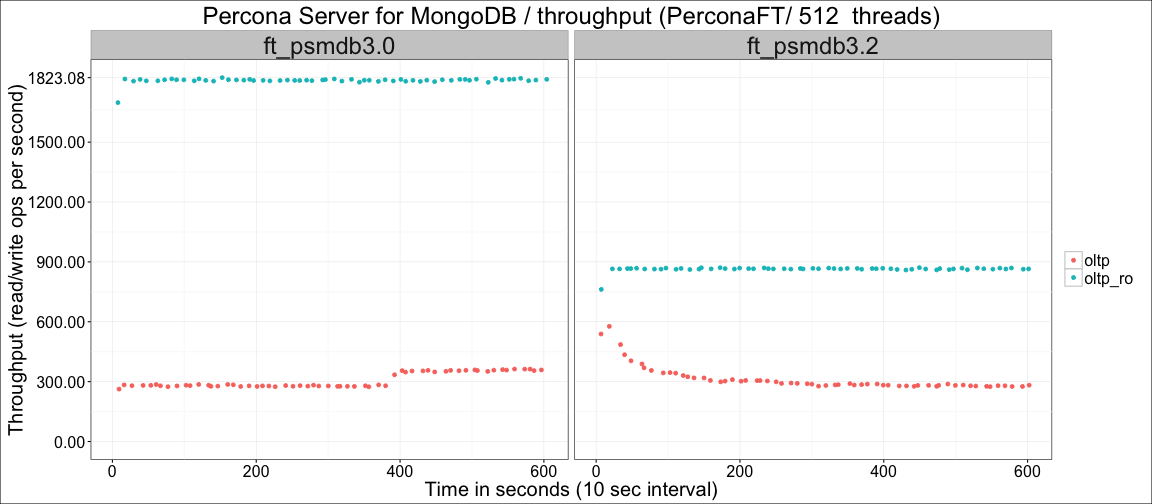 Percona Server for MongoDB / throughput (PerconaFT/ 512  threads)
ft_psmdb3.0
ft_psmdb3.2
Throughput (read/write ops per second)
1823.08
1500.00
1200.00
900.00
600.00
300.00
0.00
0 200 400 600
0 200 400 600
Time in seconds (10 sec interval)
oltp
oltp_ro